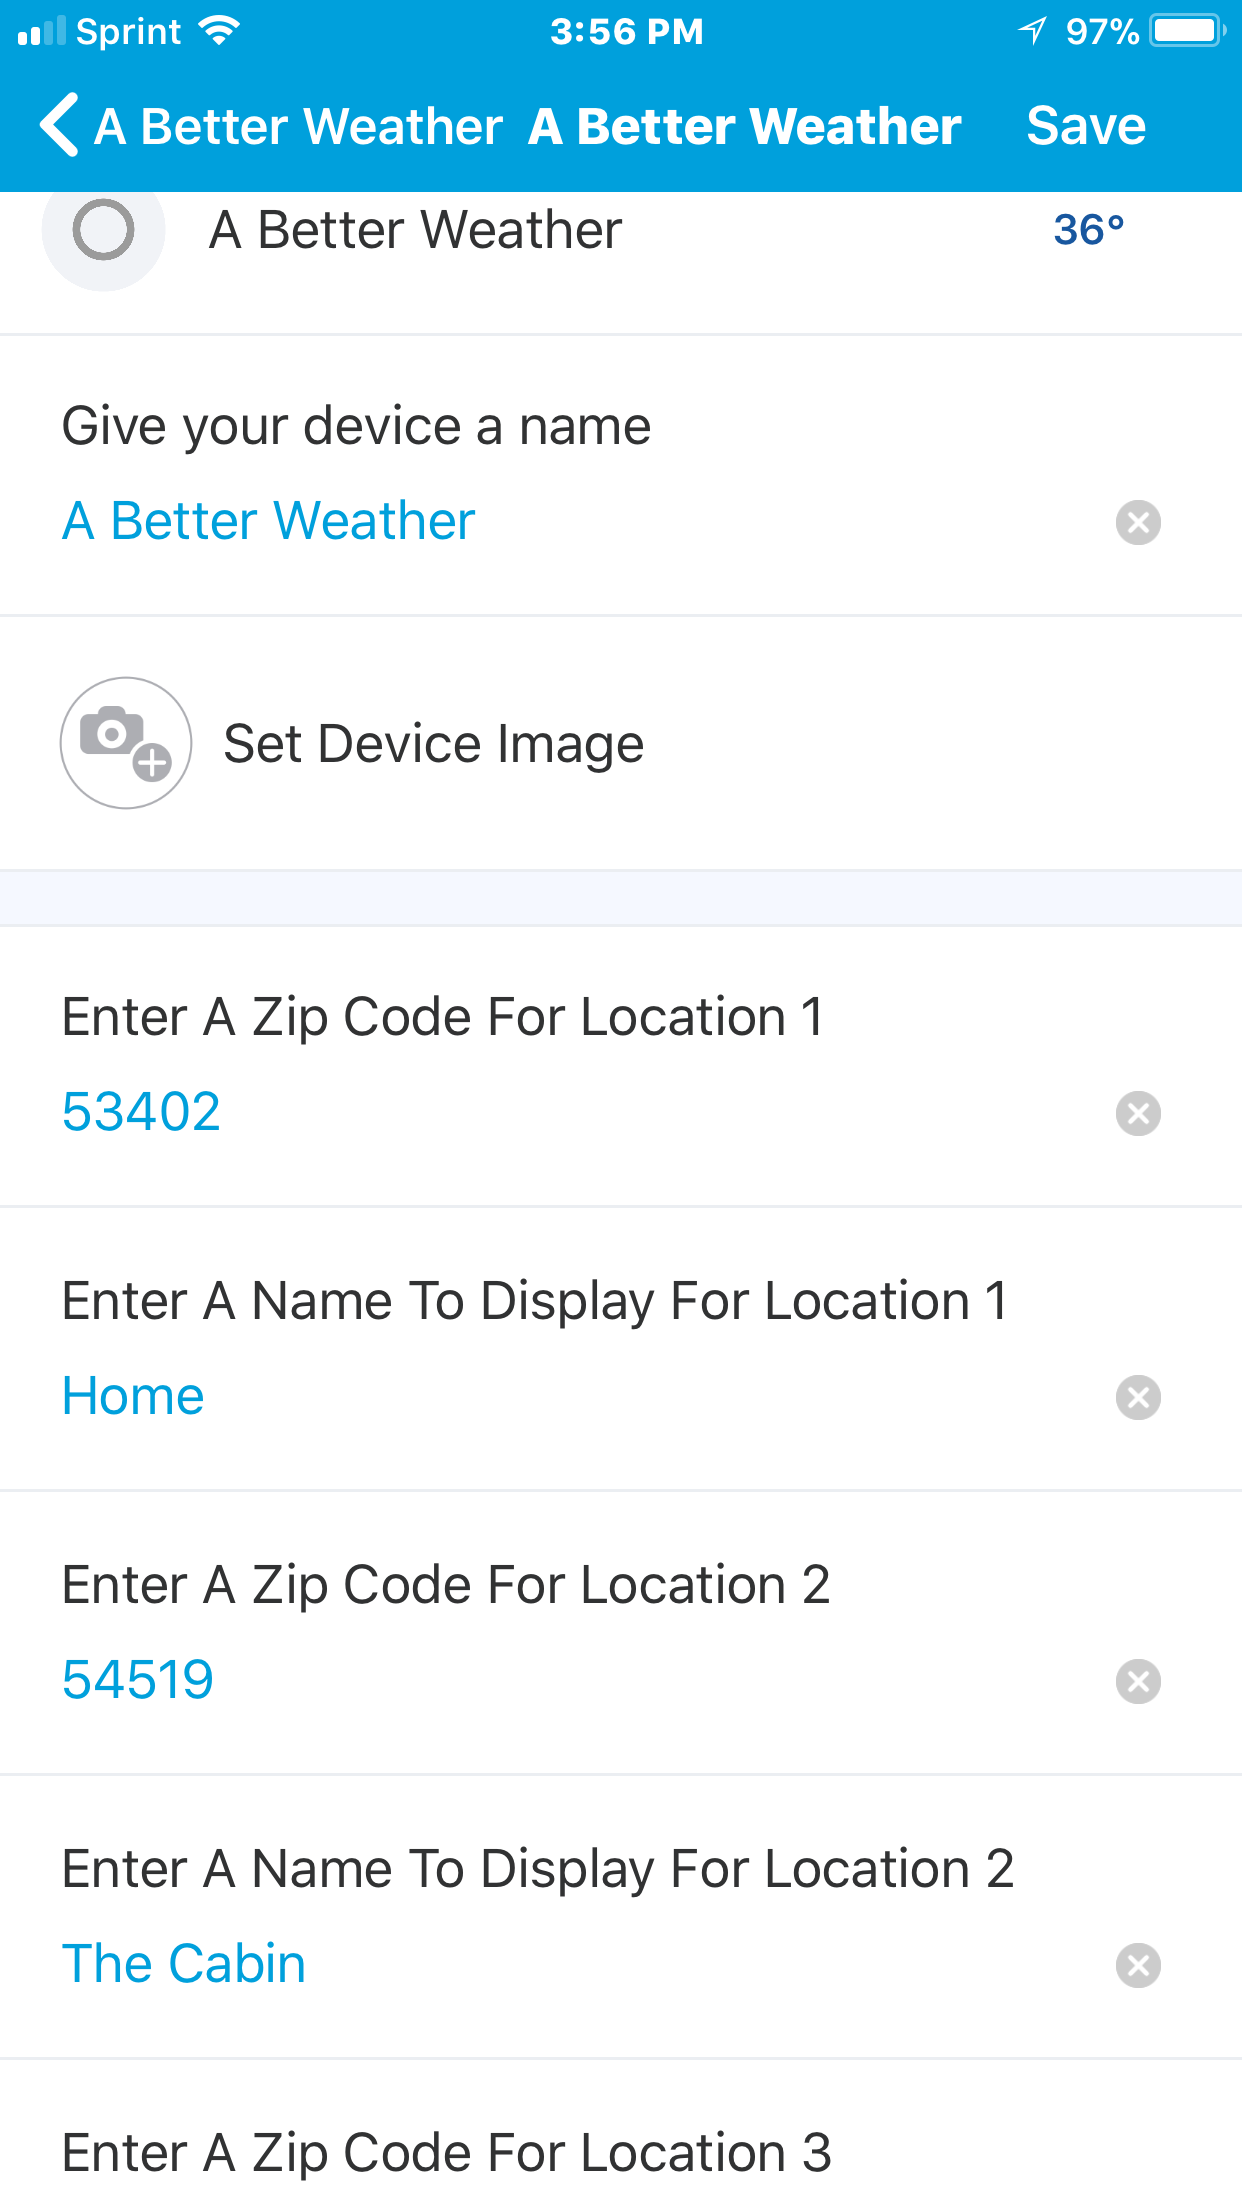 Sprint 3:56 PM 97%
A Better Weather A Better Weather Save
A Better Weather 36°
Give your device a name
A Better Weather
Set Device Image
Enter A Zip Code For Location 1
53402
Enter A Name To Display For Location 1
Home
Enter A Zip Code For Location 2
54519
Enter A Name To Display For Location 2
The Cabin
Enter A Zip Code For Location 3